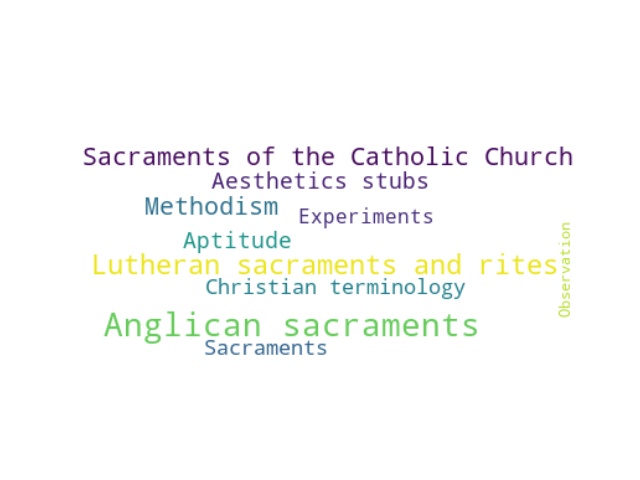 Sacraments of the Catholic Church
Aesthetics stubs
Methodism
Experiments
Aptitude
Lutheran sacraments and rites
Observation
Christian terminology
Anglican sacraments
Sacraments